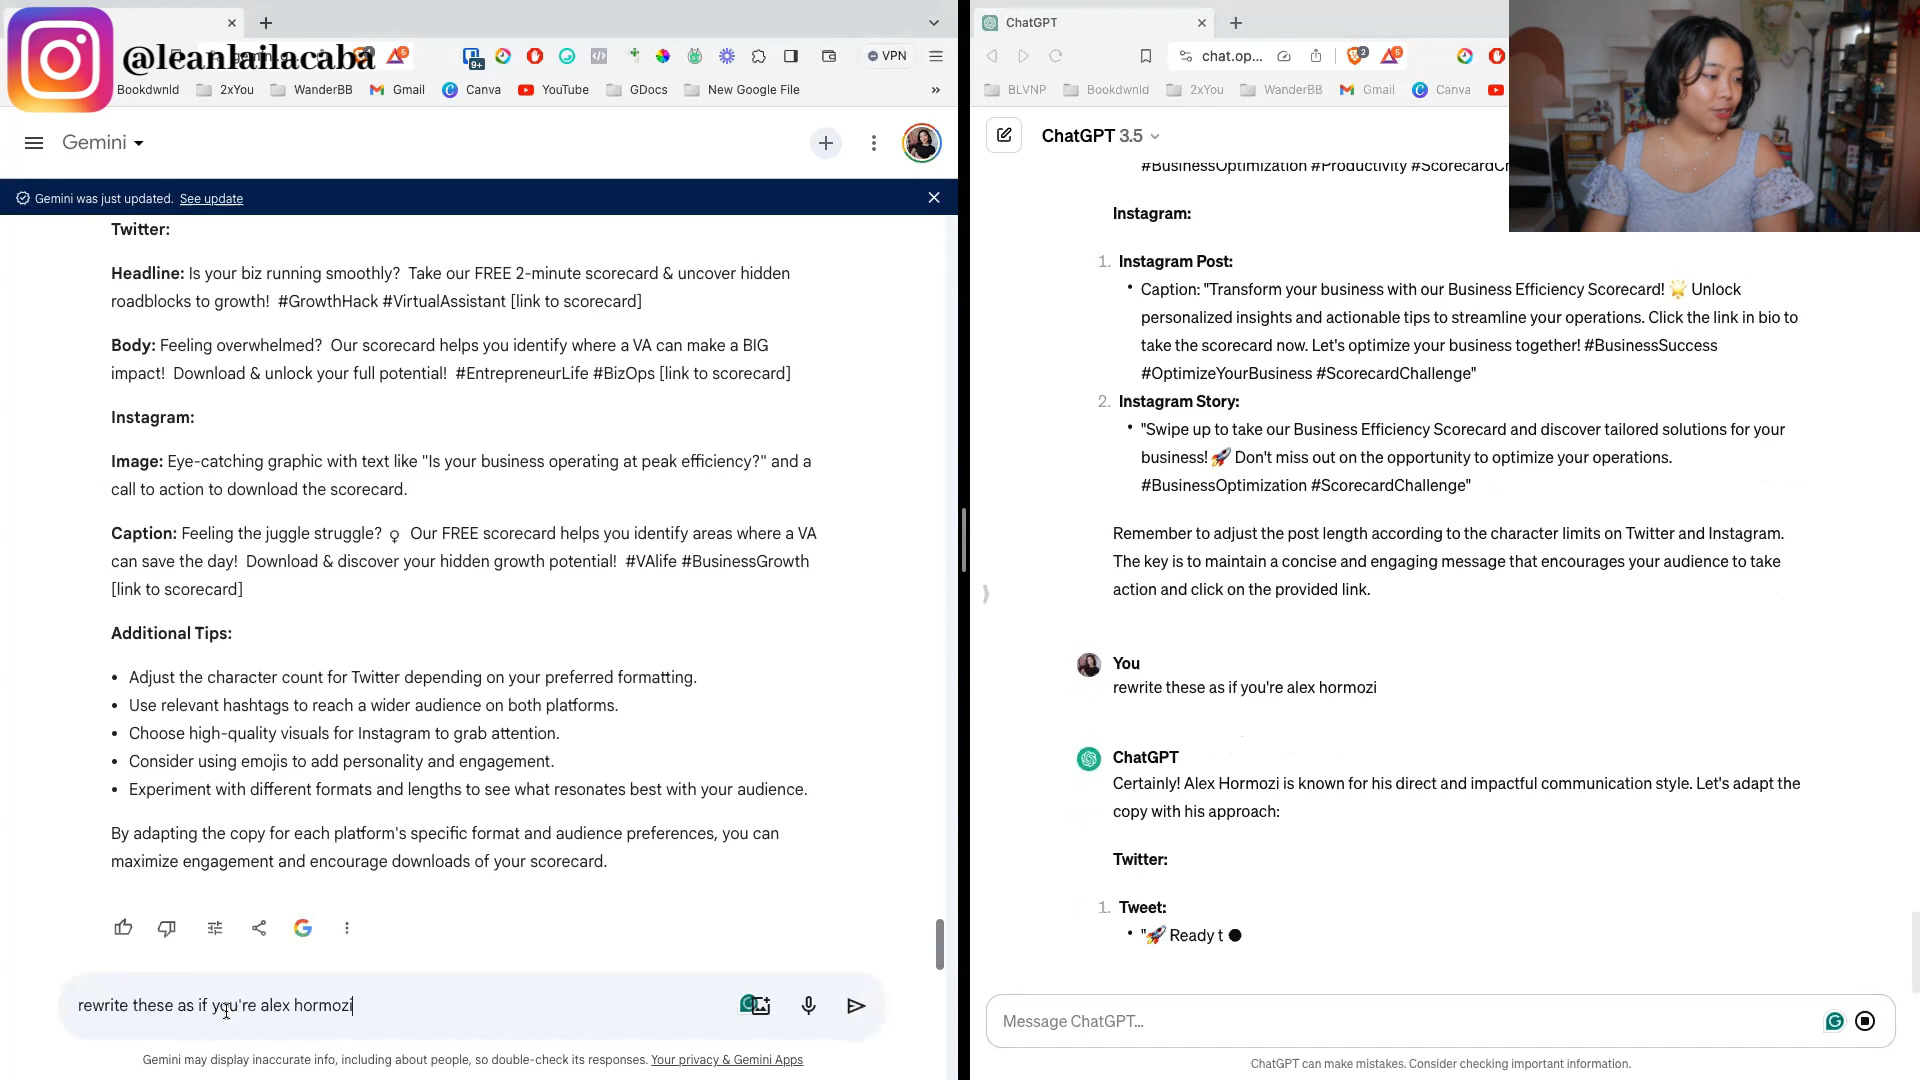 @leanlailacaba
VPN
9+
5
Bookdwnld
2xYou
WanderBB
Gmail
Canva
YouTube
GDocs
New Google File
»
Gemini
Gemini was just updated. See update
Twitter:
Headline: Is your biz running smoothly? Take our FREE 2-minute scorecard & uncover hidden
roadblocks to growth! #GrowthHack #VirtualAssistant [link to scorecard]
Body: Feeling overwhelmed? Our scorecard helps you identify where a VA can make a BIG
impact! Download & unlock your full potential! #EntrepreneurLife #BizOps [link to scorecard]
Instagram:
Image: Eye-catching graphic with text like "Is your business operating at peak efficiency?" and a
call to action to download the scorecard.
Caption: Feeling the juggle struggle? ♀ Our FREE scorecard helps you identify areas where a VA
can save the day! Download & discover your hidden growth potential! #VAlife #BusinessGrowth
[link to scorecard]
Additional Tips:
• Adjust the character count for Twitter depending on your preferred formatting.
• Use relevant hashtags to reach a wider audience on both platforms.
• Choose high-quality visuals for Instagram to grab attention.
• Consider using emojis to add personality and engagement.
• Experiment with different formats and lengths to see what resonates best with your audience.
By adapting the copy for each platform's specific format and audience preferences, you can
maximize engagement and encourage downloads of your scorecard.
rewrite these as if you're alex hormozi
Gemini may display inaccurate info, including about people, so double-check its responses. Your privacy & Gemini Apps
ChatGPT
chat.op...
2
5
BLVNP
Bookdwnld
2xYou
WanderBB
Gmail
Canva
ChatGPT 3.5
#BusinessOptimization #Productivity
Instagram:
1. Instagram Post:
• Caption: "Transform your business with our Business Efficiency Scorecard! 🌟 Unlock
personalized insights and actionable tips to streamline your operations. Click the link in bio to
take the scorecard now. Let's optimize your business together! #BusinessSuccess
#OptimizeYourBusiness #ScorecardChallenge"
2. Instagram Story:
• "Swipe up to take our Business Efficiency Scorecard and discover tailored solutions for your
business! 🚀 Don't miss out on the opportunity to optimize your operations.
#BusinessOptimization #ScorecardChallenge"
Remember to adjust the post length according to the character limits on Twitter and Instagram.
The key is to maintain a concise and engaging message that encourages your audience to take
action and click on the provided link.
You
rewrite these as if you're alex hormozi
ChatGPT
Certainly! Alex Hormozi is known for his direct and impactful communication style. Let's adapt the
copy with his approach:
Twitter:
1. Tweet:
• "🚀 Ready t
Message ChatGPT...
ChatGPT can make mistakes. Consider checking important information.